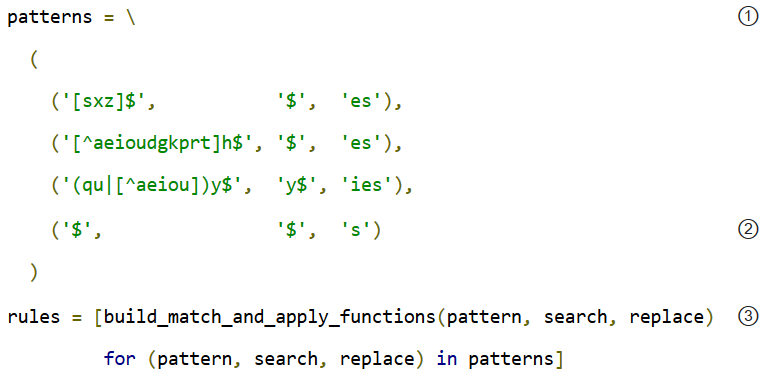 patterns = \ ①
(
('[sxz]$', '$', 'es'),
('[^aeioudgkprt]h$', '$', 'es'),
('(qu|[^aeiou])y$', 'y$', 'ies'),
('$', '$', 's') ②
)
rules = [build_match_and_apply_functions(pattern, search, replace) ③
for (pattern, search, replace) in patterns]